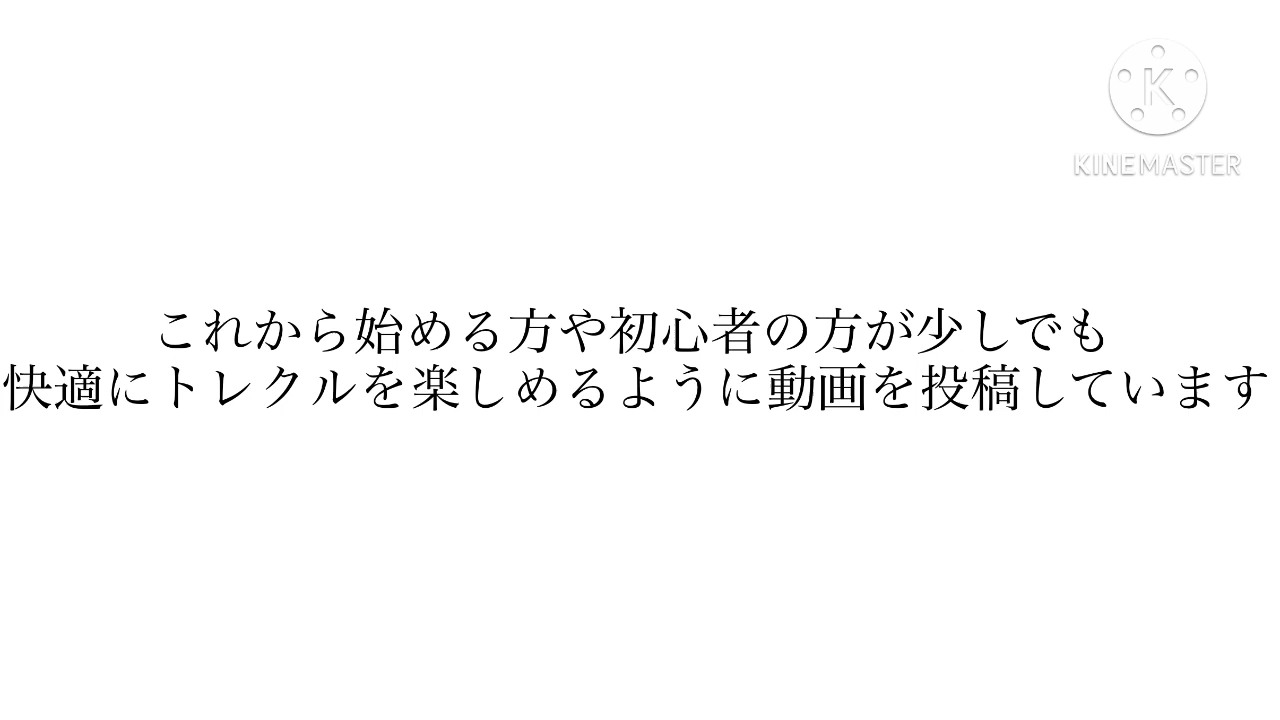 K
KINEMASTER
これから始める方や初心者の方が少しでも
快適にトレクルを楽しめるように動画を投稿しています